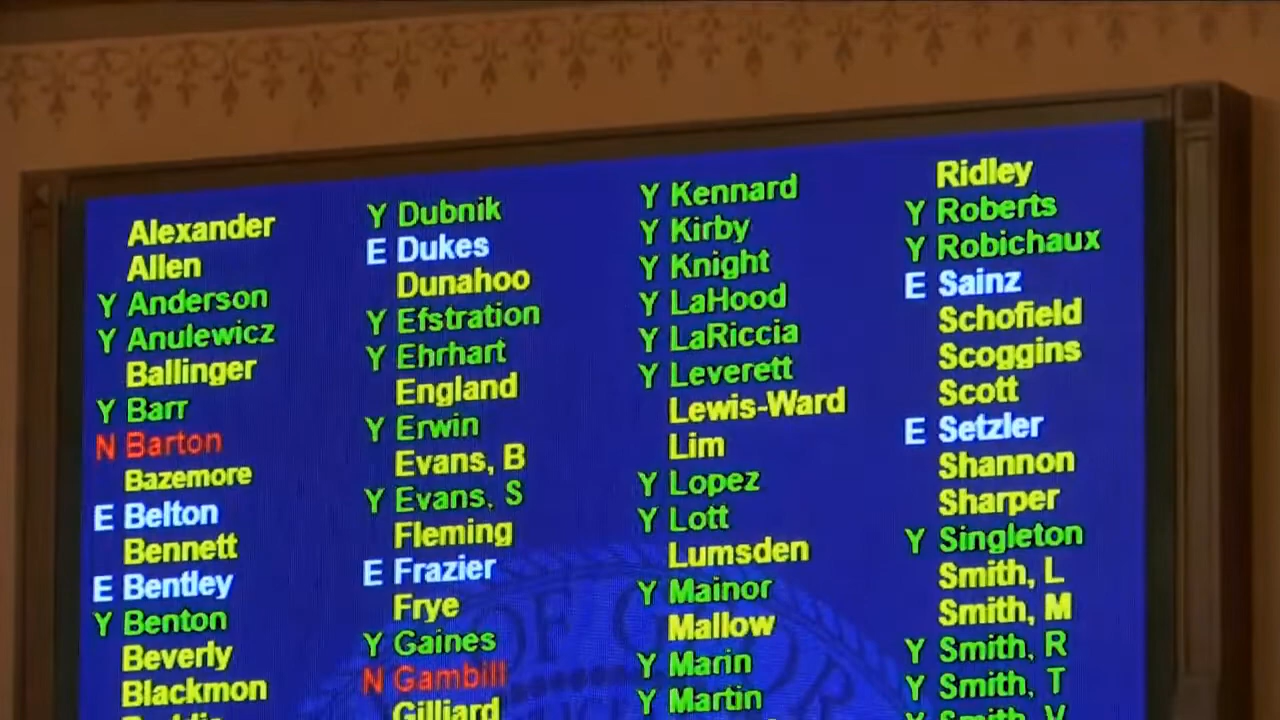 Alexander
Allen
Y Anderson
Y Anulewicz
Ballinger
Y Barr
N Barton
Bazemore
E Belton
Bennett
E Bentley
Y Benton
Beverly
Blackmon
Y Dubnik
E Dukes
Dunahoo
Y Efstration
Y Ehrhart
England
Y Erwin
Evans, B
Y Evans, S
Fleming
E Frazier
Frye
Y Gaines
N Gambill
Gilliard
Y Kennard
Y Kirby
Y Knight
Y LaHood
Y LaRiccia
Y Leverett
Lewis-Ward
Lim
Y Lopez
Y Lott
Lumsden
Y Mainor
Mallow
Y Marin
Y Martin
Ridley
Y Roberts
Y Robichaux
E Sainz
Schofield
Scoggins
Scott
E Setzler
Shannon
Sharper
Y Singleton
Smith, L
Smith, M
Y Smith, R
Y Smith, T
Y Smith, V
OF